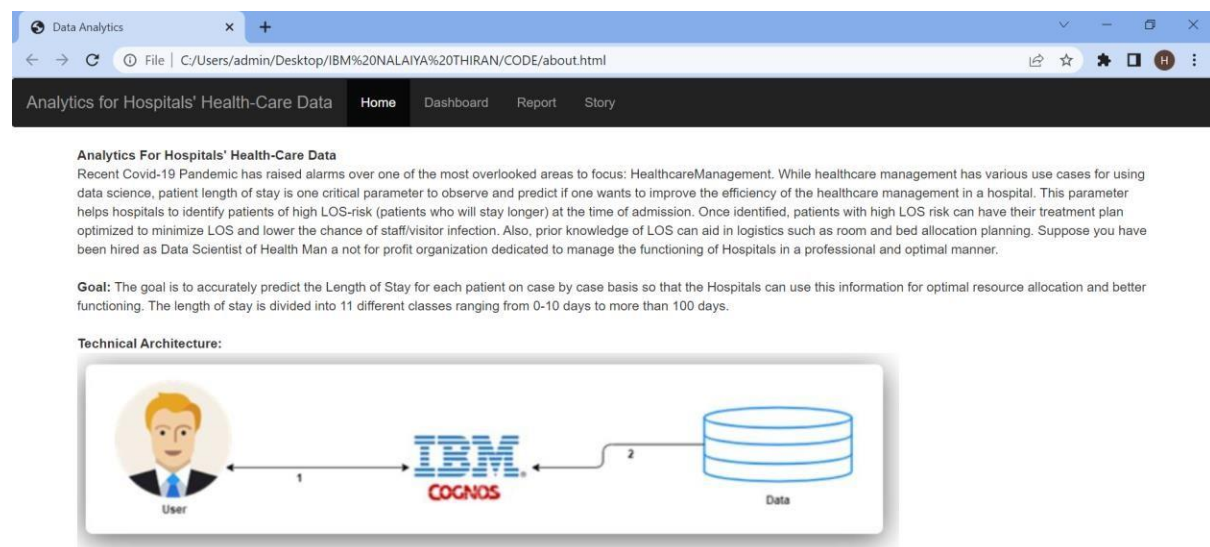 Data Analytics
File | C:/Users/admin/Desktop/IBM%20NALAIYA%20THIRAN/CODE/about.html
H
Analytics for Hospitals' Health-Care Data Home Dashboard Report Story
Analytics For Hospitals' Health-Care Data
Recent Covid-19 Pandemic has raised alarms over one of the most overlooked areas to focus: HealthcareManagement. While healthcare management has various use cases for using
data science, patient length of stay is one critical parameter to observe and predict if one wants to improve the efficiency of the healthcare management in a hospital. This parameter
helps hospitals to identify patients of high LOS-risk (patients who will stay longer) at the time of admission. Once identified, patients with high LOS risk can have their treatment plan
optimized to minimize LOS and lower the chance of staff/visitor infection. Also, prior knowledge of LOS can aid in logistics such as room and bed allocation planning. Suppose you have
been hired as Data Scientist of Health Man a not for profit organization dedicated to manage the functioning of Hospitals in a professional and optimal manner.
Goal: The goal is to accurately predict the Length of Stay for each patient on case by case basis so that the Hospitals can use this information for optimal resource allocation and better
functioning. The length of stay is divided into 11 different classes ranging from 0-10 days to more than 100 days.
Technical Architecture:
1
IBM®
COGNOS
2
User
Data